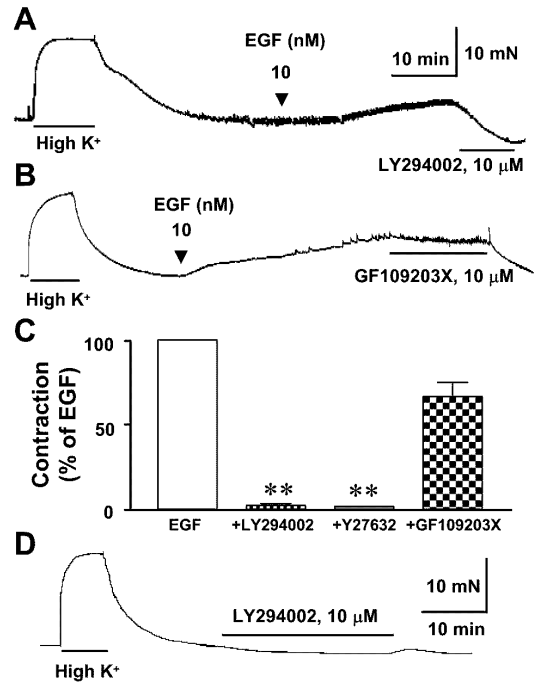 A
EGF (nM)
10
10 min
10 mN
High K⁺
LY294002, 10 μM
B
EGF (nM)
10
High K⁺
GF109203X, 10 μM
C
Contraction
(% of EGF)
100
50
0
**
**
EGF
+LY294002
+Y27632
+GF109203X
D
LY294002, 10 μM
10 mN
10 min
High K⁺